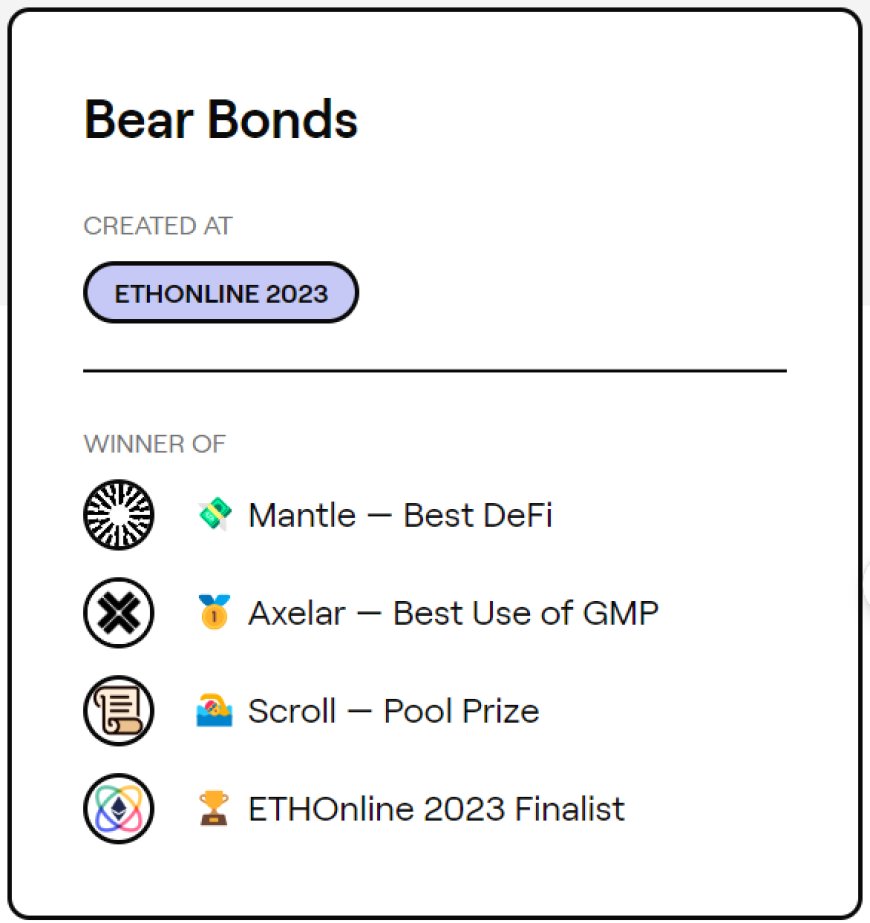 Bear Bonds
CREATED AT
ETHONLINE 2023
WINNER OF
💸 Mantle — Best DeFi
🥇 Axelar — Best Use of GMP
🏊 Scroll — Pool Prize
🏆 ETHOnline 2023 Finalist